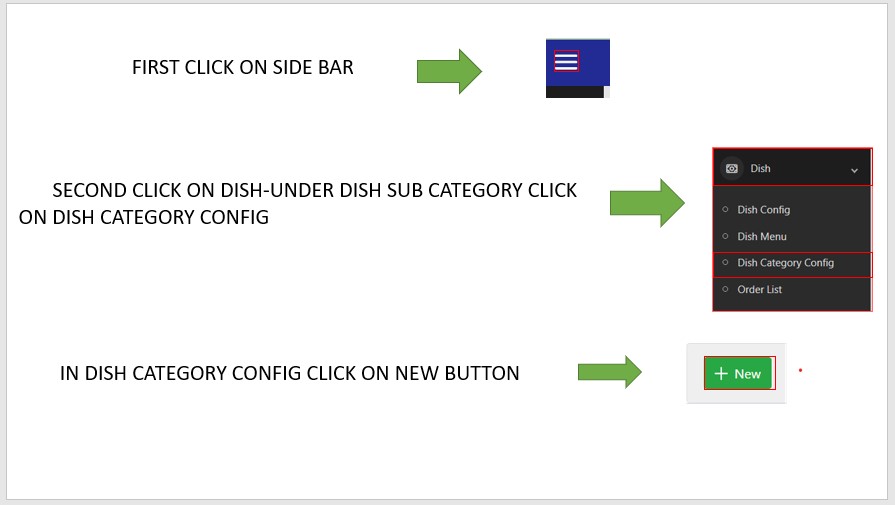 FIRST CLICK ON SIDE BAR
SECOND CLICK ON DISH-UNDER DISH SUB CATEGORY CLICK
ON DISH CATEGORY CONFIG
Dish
Dish Config
Dish Menu
Dish Category Config
Order List
IN DISH CATEGORY CONFIG CLICK ON NEW BUTTON
+ New